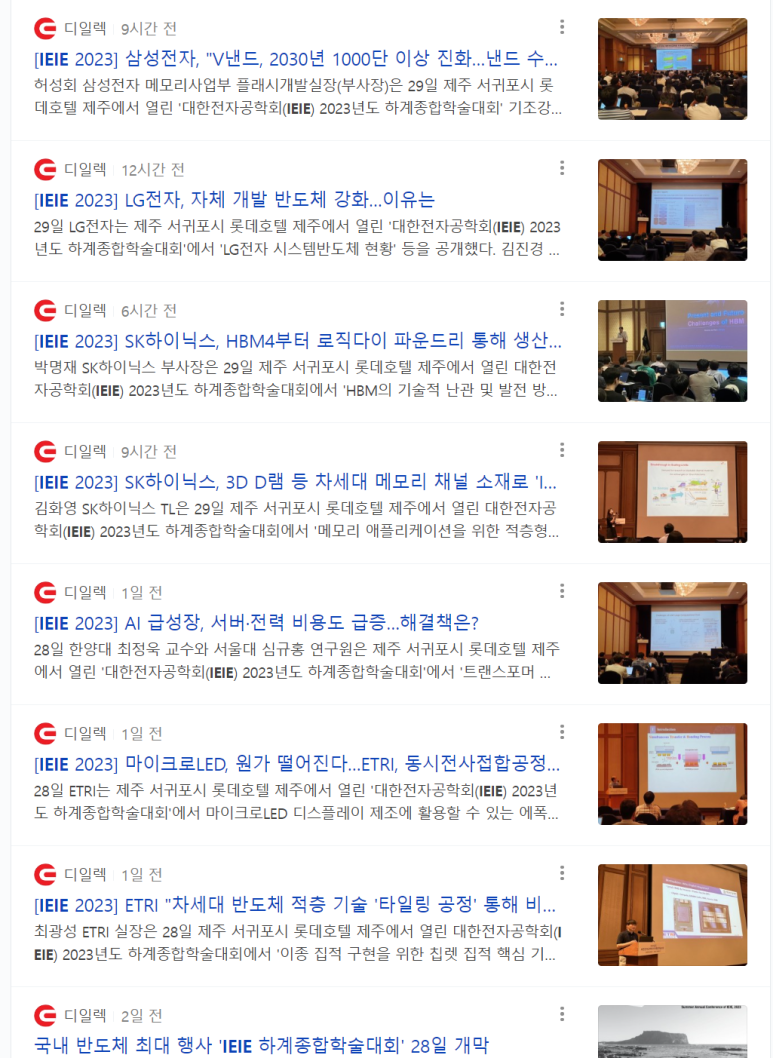 디일렉 9시간 전
[IEIE 2023] 삼성전자, "V낸드, 2030년 1000단 이상 진화...낸드 수...
허성회 삼성전자 메모리사업부 플래시개발실장(부사장)은 29일 제주 서귀포시 롯
데호텔 제주에서 열린 '대한전자공학회(IEIE) 2023년도 하계종합학술대회' 기조강...
디일렉 12시간 전
[IEIE 2023] LG전자, 자체 개발 반도체 강화...이유는
29일 LG전자는 제주 서귀포시 롯데호텔 제주에서 열린 '대한전자공학회(IEIE) 2023
년도 하계종합학술대회'에서 'LG전자 시스템반도체 현황' 등을 공개했다. 김진경 ...
디일렉 6시간 전
[IEIE 2023] SK하이닉스, HBM4부터 로직다이 파운드리 통해 생산...
박명재 SK하이닉스 부사장은 29일 제주 서귀포시 롯데호텔 제주에서 열린 대한전
자공학회(IEIE) 2023년도 하계종합학술대회에서 'HBM의 기술적 난관 및 발전 방...
Challenges of HBM
디일렉 9시간 전
[IEIE 2023] SK하이닉스, 3D D램 등 차세대 메모리 채널 소재로 'I...
김화영 SK하이닉스 TL은 29일 제주 서귀포시 롯데호텔 제주에서 열린 대한전자공
학회(IEIE) 2023년도 하계종합학술대회에서 '메모리 애플리케이션을 위한 적층형...
디일렉 1일 전
[IEIE 2023] AI 급성장, 서버·전력 비용도 급증...해결책은?
28일 한양대 최정욱 교수와 서울대 심규홍 연구원은 제주 서귀포시 롯데호텔 제주
에서 열린 '대한전자공학회(IEIE) 2023년도 하계종합학술대회'에서 '트랜스포머 ...
디일렉 1일 전
[IEIE 2023] 마이크로LED, 원가 떨어진다...ETRI, 동시전사접합공정...
28일 ETRI는 제주 서귀포시 롯데호텔 제주에서 열린 '대한전자공학회(IEIE) 2023년
도 하계종합학술대회'에서 마이크로LED 디스플레이 제조에 활용할 수 있는 에폭...
디일렉 1일 전
[IEIE 2023] ETRI "차세대 반도체 적층 기술 '타일링 공정' 통해 비...
최광성 ETRI 실장은 28일 제주 서귀포시 롯데호텔 제주에서 열린 대한전자공학회(I
EIE) 2023년도 하계종합학술대회에서 '이종 집적 구현을 위한 칩렛 집적 핵심 기...
디일렉 2일 전
국내 반도체 최대 행사 'IEIE 하계종합학술대회' 28일 개막